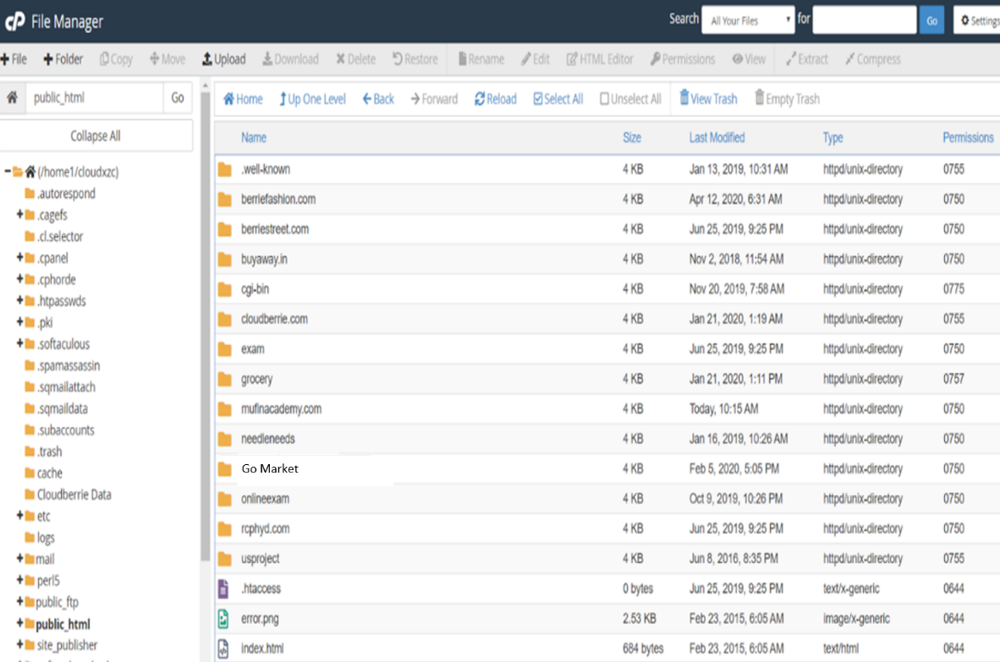 cP File Manager Search All Your Files for Go Settings
File Folder Copy Move Upload Download Delete Restore Rename Edit HTML Editor Permissions View Extract Compress
public_html Go
Home Up One Level Back Forward Reload Select All Unselect All View Trash Empty Trash
Collapse All
(/home1/cloudxzc)
.autorespond
.cagefs
.cl.selector
.cpanel
.cphorde
.htpasswds
.pki
.softaculous
.spamassassin
.sqmailattach
.sqmaildata
.subaccounts
.trash
cache
Cloudberrie Data
etc
logs
mail
perl5
public_ftp
public_html
site_publisher
Name Size Last Modified Type Permissions
.well-known 4 KB Jan 13, 2019, 10:31 AM httpd/unix-directory 0755
berriefashion.com 4 KB Apr 12, 2020, 6:31 AM httpd/unix-directory 0750
berriestreet.com 4 KB Jun 25, 2019, 9:25 PM httpd/unix-directory 0750
buyaway.in 4 KB Nov 2, 2018, 11:54 AM httpd/unix-directory 0750
cgi-bin 4 KB Nov 20, 2019, 7:58 AM httpd/unix-directory 0775
cloudberrie.com 4 KB Jan 21, 2020, 1:19 AM httpd/unix-directory 0755
exam 4 KB Jun 25, 2019, 9:25 PM httpd/unix-directory 0750
grocery 4 KB Jan 21, 2020, 1:11 PM httpd/unix-directory 0757
mufinacademy.com 4 KB Today, 10:15 AM httpd/unix-directory 0750
needleneeds 4 KB Jan 16, 2019, 10:26 AM httpd/unix-directory 0750
Go Market 4 KB Feb 5, 2020, 5:05 PM httpd/unix-directory 0750
onlineexam 4 KB Oct 9, 2019, 10:26 PM httpd/unix-directory 0750
rcphyd.com 4 KB Jun 25, 2019, 9:25 PM httpd/unix-directory 0750
usproject 4 KB Jun 8, 2016, 8:35 PM httpd/unix-directory 0755
.htaccess 0 bytes Jun 25, 2019, 9:25 PM text/x-generic 0644
error.png 2.53 KB Feb 23, 2015, 6:05 AM image/x-generic 0644
index.html 684 bytes Feb 23, 2015, 6:05 AM text/html 0644